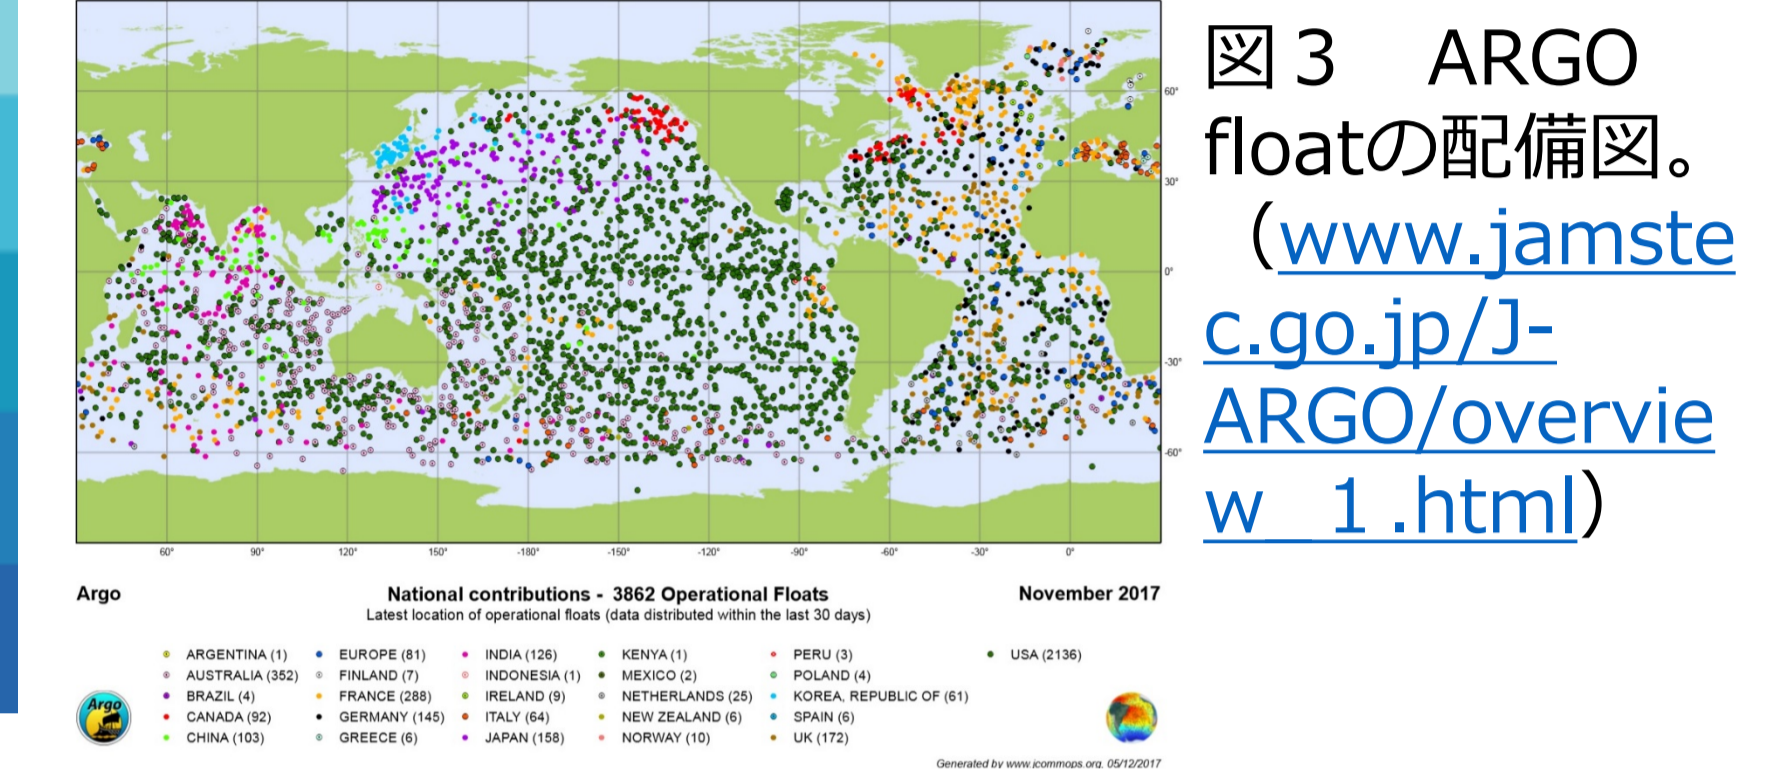 図３　ARGO
floatの配備図。
（www.jamste
c.go.jp/J-
ARGO/overvie
w＿１.html）
60°
30°
0°
-30°
-60°
60° 90° 120° 150° -180° -150° -120° -90° -60° -30° 0°
Argo National contributions - 3862 Operational Floats November 2017
Latest location of operational floats (data distributed within the last 30 days)
ARGENTINA (1) EUROPE (81) INDIA (126) KENYA (1) PERU (3) USA (2136)
AUSTRALIA (352) FINLAND (7) INDONESIA (1) MEXICO (2) POLAND (4)
BRAZIL (4) FRANCE (288) IRELAND (9) NETHERLANDS (25) KOREA, REPUBLIC OF (61)
CANADA (92) GERMANY (145) ITALY (64) NEW ZEALAND (6) SPAIN (6)
CHINA (103) GREECE (6) JAPAN (158) NORWAY (10) UK (172)
Argo
Generated by www.jcommops.org, 05/12/2017